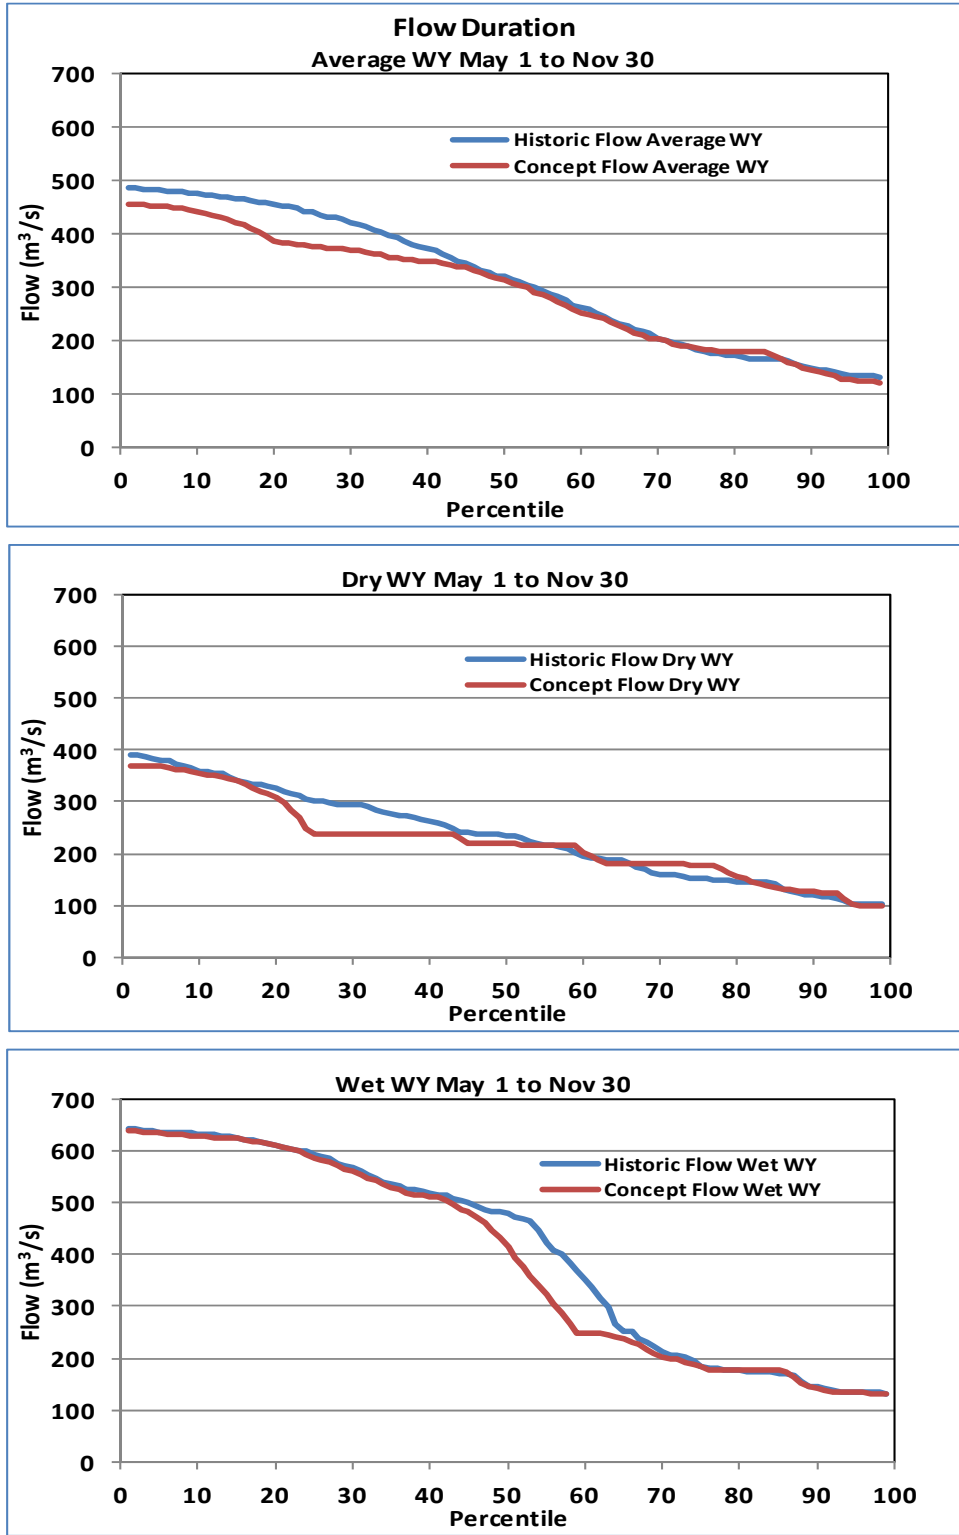 Flow Duration
Average WY May 1 to Nov 30
700
600
500
400
300
200
100
0
Flow (m³/s)
Historic Flow Average WY
Concept Flow Average WY
0 10 20 30 40 50 60 70 80 90 100
Percentile
Dry WY May 1 to Nov 30
700
600
500
400
300
200
100
0
Flow (m³/s)
Historic Flow Dry WY
Concept Flow Dry WY
0 10 20 30 40 50 60 70 80 90 100
Percentile
Wet WY May 1 to Nov 30
700
600
500
400
300
200
100
0
Flow (m³/s)
Historic Flow Wet WY
Concept Flow Wet WY
0 10 20 30 40 50 60 70 80 90 100
Percentile